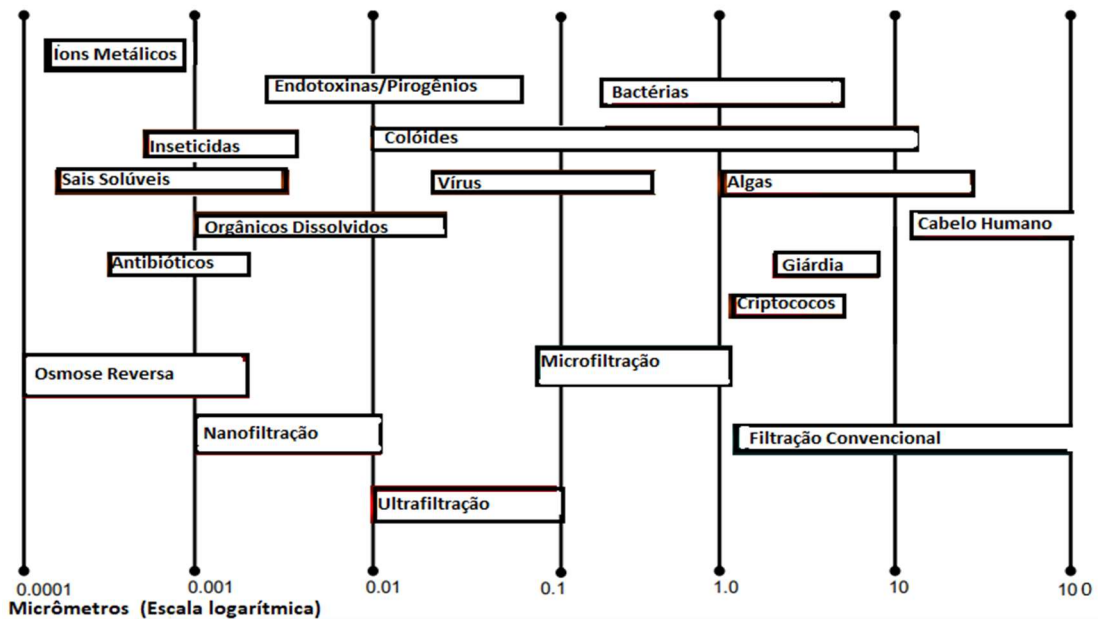 Íons Metálicos
Endotoxinas/Pirogênios
Bactérias
Inseticidas
Colóides
Sais Solúveis
Vírus
Algas
Orgânicos Dissolvidos
Cabelo Humano
Antibióticos
Giárdia
Criptococos
Osmose Reversa
Microfiltração
Nanofiltração
Filtração Convencional
Ultrafiltração
0.0001 0.001 0.01 0.1 1.0 10 10 0
Micrômetros (Escala logarítmica)